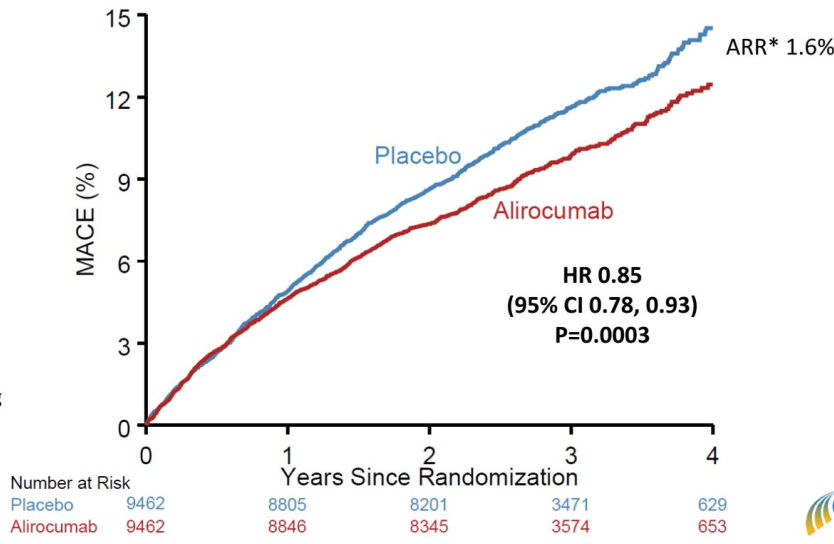 15
ARR* 1.6%
12
Placebo
9
Alirocumab
MACE (%)
6
HR 0.85
(95% CI 0.78, 0.93)
P=0.0003
3
0
0 1 2 3 4
Years Since Randomization
Number at Risk
Placebo 9462 8805 8201 3471 629
Alirocumab 9462 8846 8345 3574 653